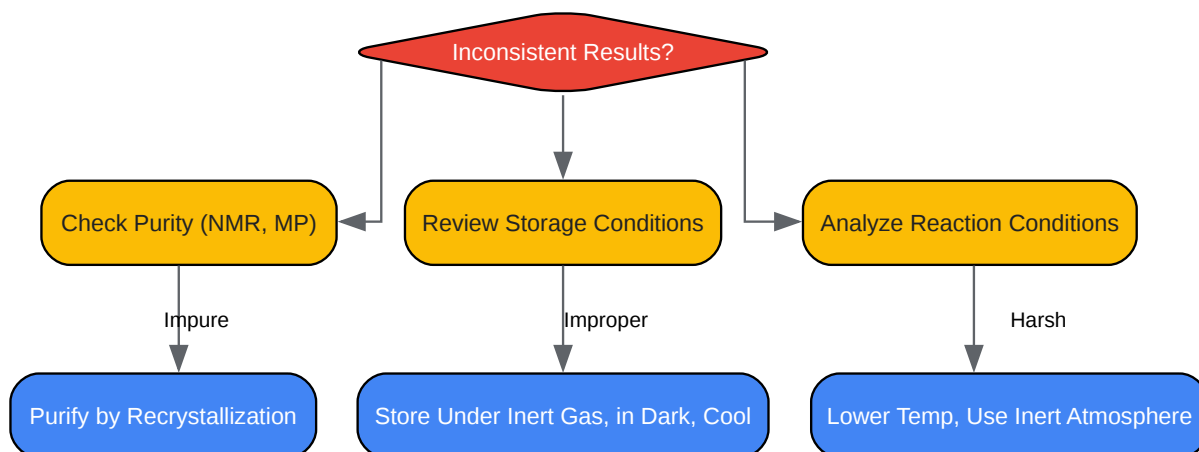 Inconsistent Results?
Check Purity (NMR, MP)
Review Storage Conditions
Analyze Reaction Conditions
Impure
Improper
Harsh
Purify by Recrystallization
Store Under Inert Gas, in Dark, Cool
Lower Temp, Use Inert Atmosphere